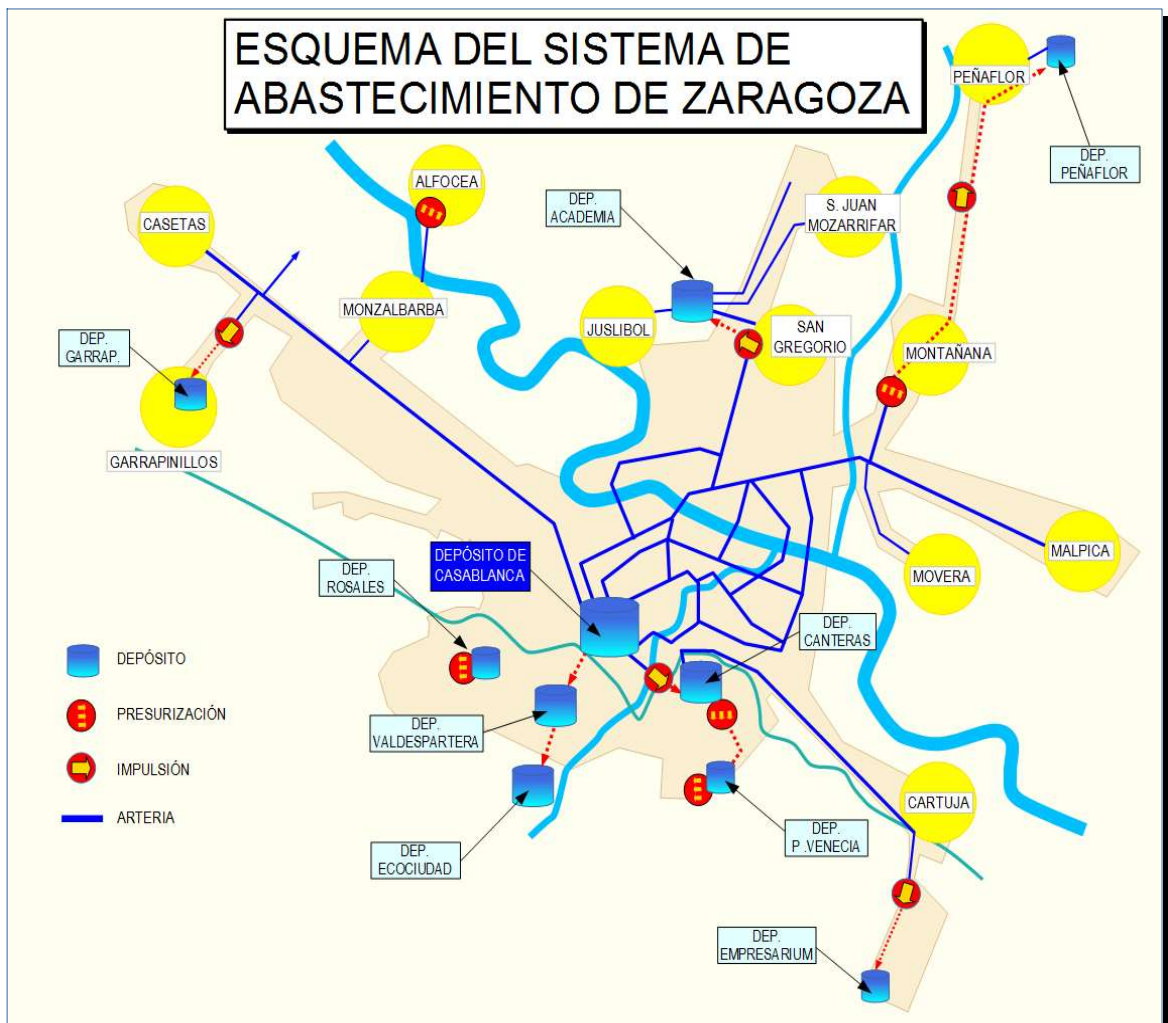 ESQUEMA DEL SISTEMA DE
ABASTECIMIENTO DE ZARAGOZA
PEÑAFLOR
DEP.
PEÑAFLOR
ALFOCEA
DEP.
ACADEMIA
S. JUAN
MOZARRIFAR
CASETAS
MONZALBARBA
JUSLIBOL
SAN
GREGORIO
DEP.
GARRAP.
MONTAÑANA
GARRAPINILLOS
DEPÓSITO DE
CASABLANCA
MALPICA
DEP.
ROSALES
MOVERA
DEP.
CANTERAS
DEPÓSITO
PRESURIZACIÓN
DEP.
VALDESPARTERA
IMPULSIÓN
CARTUJA
ARTERIA
DEP.
P .VENECIA
DEP.
ECOCIUDAD
DEP.
EMPRESARIUM